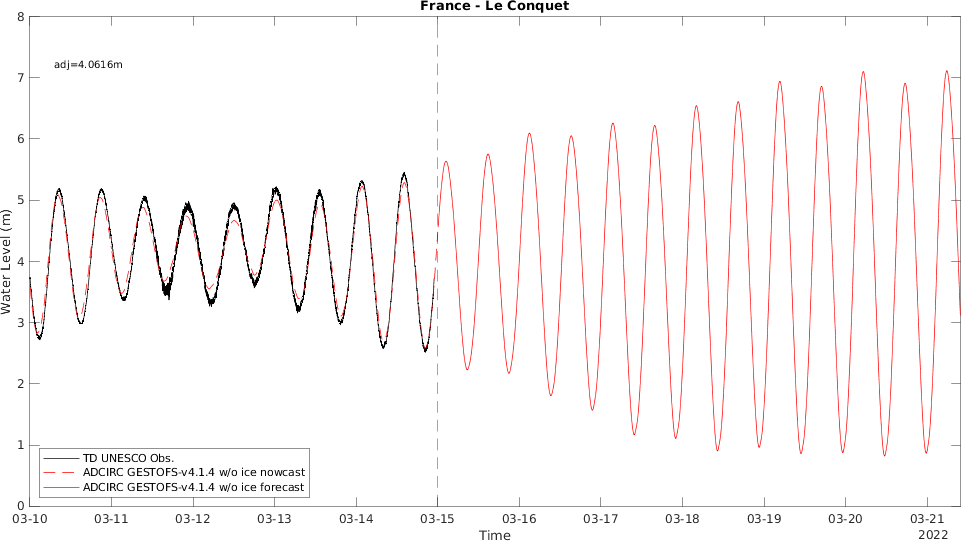 France - Le Conquet
adj=4.0616m
Water Level (m)
8
7
6
5
4
3
2
1
0
TD UNESCO Obs.
ADCIRC GESTOFS-v4.1.4 w/o ice nowcast
ADCIRC GESTOFS-v4.1.4 w/o ice forecast
03-10 03-11 03-12 03-13 03-14 03-15 03-16 03-17 03-18 03-19 03-20 03-21
Time
2022